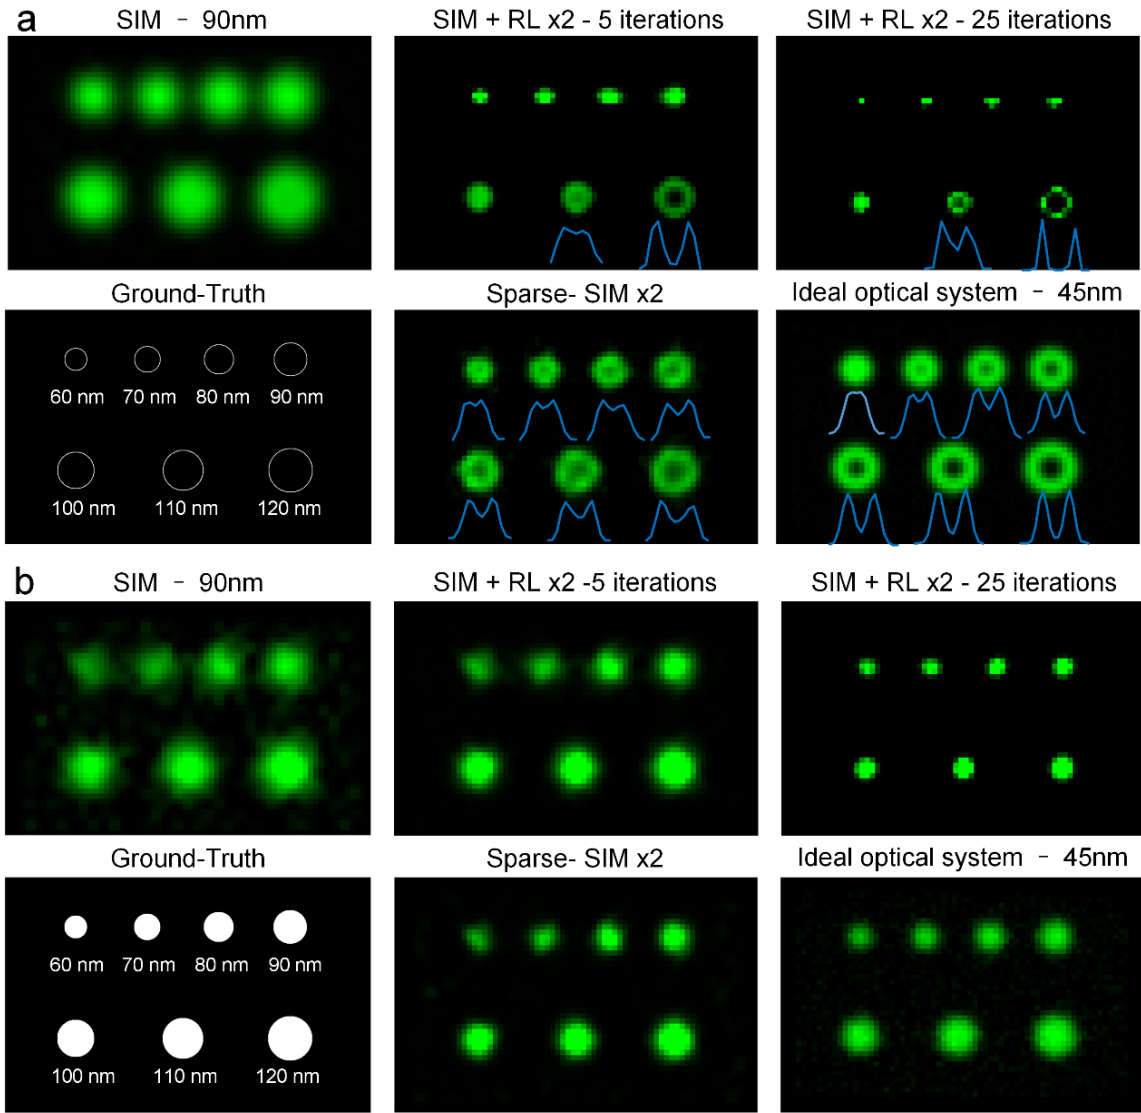 a
SIM – 90nm
SIM + RL x2 - 5 iterations
SIM + RL x2 - 25 iterations
Ground-Truth
Sparse- SIM x2
Ideal optical system – 45nm
60 nm
70 nm
80 nm
90 nm
100 nm
110 nm
120 nm
b
SIM – 90nm
SIM + RL x2 -5 iterations
SIM + RL x2 - 25 iterations
Ground-Truth
Sparse- SIM x2
Ideal optical system – 45nm
60 nm
70 nm
80 nm
90 nm
100 nm
110 nm
120 nm